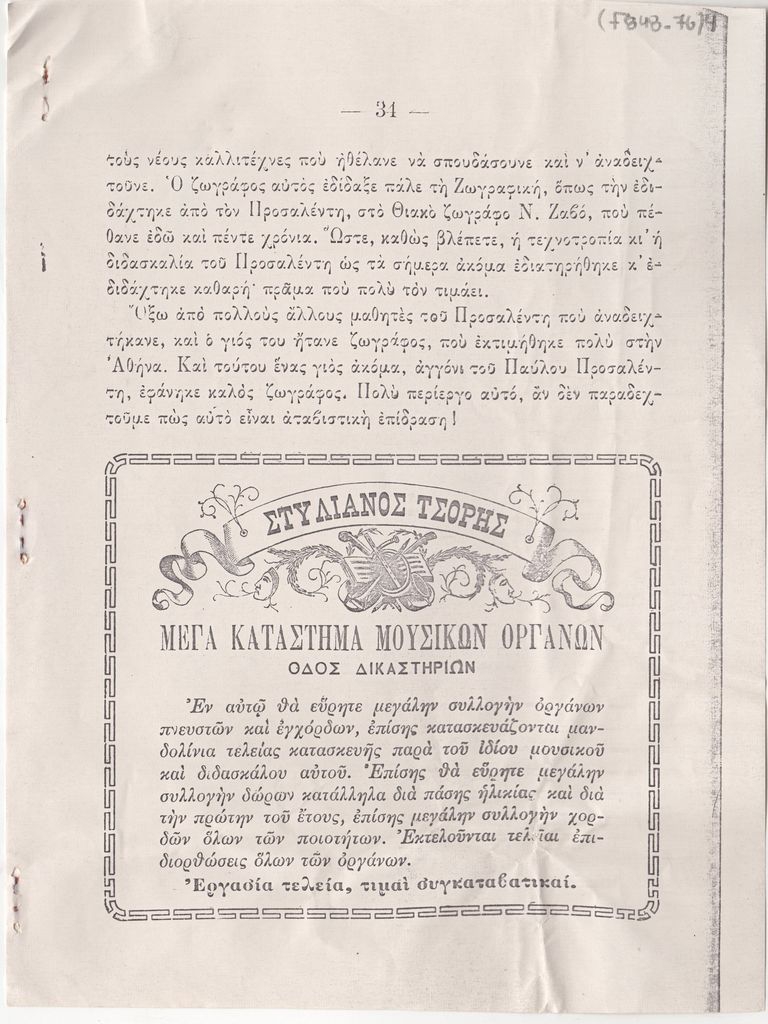 (F343-76)4
— 31 —
τοὺς νέους καλλιτέχνες ποὺ ἠθέλανε νὰ σπουδάσουνε καὶ ν' ἀναδειχ-
τοῦνε. Ὁ ζωγράφος αὐτὸς ἐδίδαξε πάλε τὴ Ζωγραφική, ὅπως τὴν ἐδι-
δάχτηκε ἀπὸ τὸν Προσαλέντη, στὸ Θιακὸ ζωγράφο Ν. Ζαβό, ποὺ πέ-
θανε ἐδῶ καὶ πέντε χρόνια. Ὥστε, καθὼς βλέπετε, ἡ τεχνοτροπία κι' ἡ
διδασκαλία τοῦ Προσαλέντη ὡς τὰ σήμερα ἀκόμα ἐδιατηρήθηκε κ' ἐ-
διδάχτηκε καθαρή· πρᾶμα ποὺ πολὺ τὸν τιμάει.
Ὄξω ἀπὸ πολλοὺς ἄλλους μαθητὲς τοῦ Προσαλέντη ποὺ ἀναδειχ-
τήκανε, καὶ ὁ γιός του ἤτανε ζωγράφος, ποὺ ἐκτιμήθηκε πολὺ στὴν
Ἀθήνα. Καὶ τούτου ἕνας γιὸς ἀκόμα, ἀγγόνι τοῦ Παύλου Προσαλέν-
τη, ἐφάνηκε καλὸς ζωγράφος. Πολὺ περίεργο αὐτό, ἂν δὲν παραδεχ-
τοῦμε πὼς αὐτὸ εἶναι ἀταβιστικὴ ἐπίδραση!
ΣΤΥΛΙΑΝΟΣ ΤΣΟΡΗΣ
ΜΕΓΑ ΚΑΤΑΣΤΗΜΑ ΜΟΥΣΙΚΩΝ ΟΡΓΑΝΩΝ
ΟΔΟΣ ΔΙΚΑΣΤΗΡΙΩΝ
Ἐν αὐτῷ θὰ εὕρητε μεγάλην συλλογὴν ὀργάνων
πνευστῶν καὶ ἐγχόρδων, ἐπίσης κατασκευάζονται μαν-
δολίνια τελείας κατασκευῆς παρὰ τοῦ ἰδίου μουσικοῦ
καὶ διδασκάλου αὐτοῦ. Ἐπίσης θὰ εὕρητε μεγάλην
συλλογὴν δώρων κατάλληλα διὰ πάσης ἡλικίας καὶ διὰ
τὴν πρώτην τοῦ ἔτους, ἐπίσης μεγάλην συλλογὴν χορ-
δῶν ὅλων τῶν ποιοτήτων. Ἐκτελοῦνται τελεῖαι ἐπι-
διορθώσεις ὅλων τῶν ὀργάνων.
Ἐργασία τελεία, τιμαὶ συγκαταβατικαί.